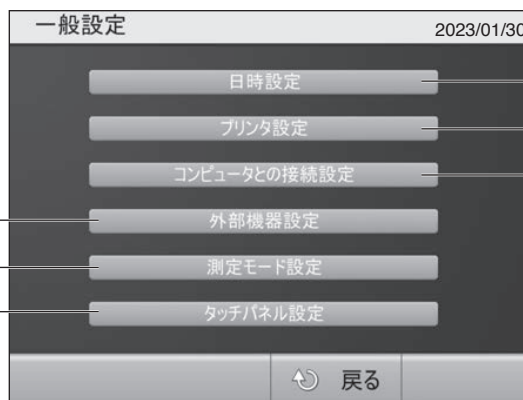 一般設定
2023/01/30
日時設定
プリンタ設定
コンピュータとの接続設定
外部機器設定
測定モード設定
タッチパネル設定
戻る